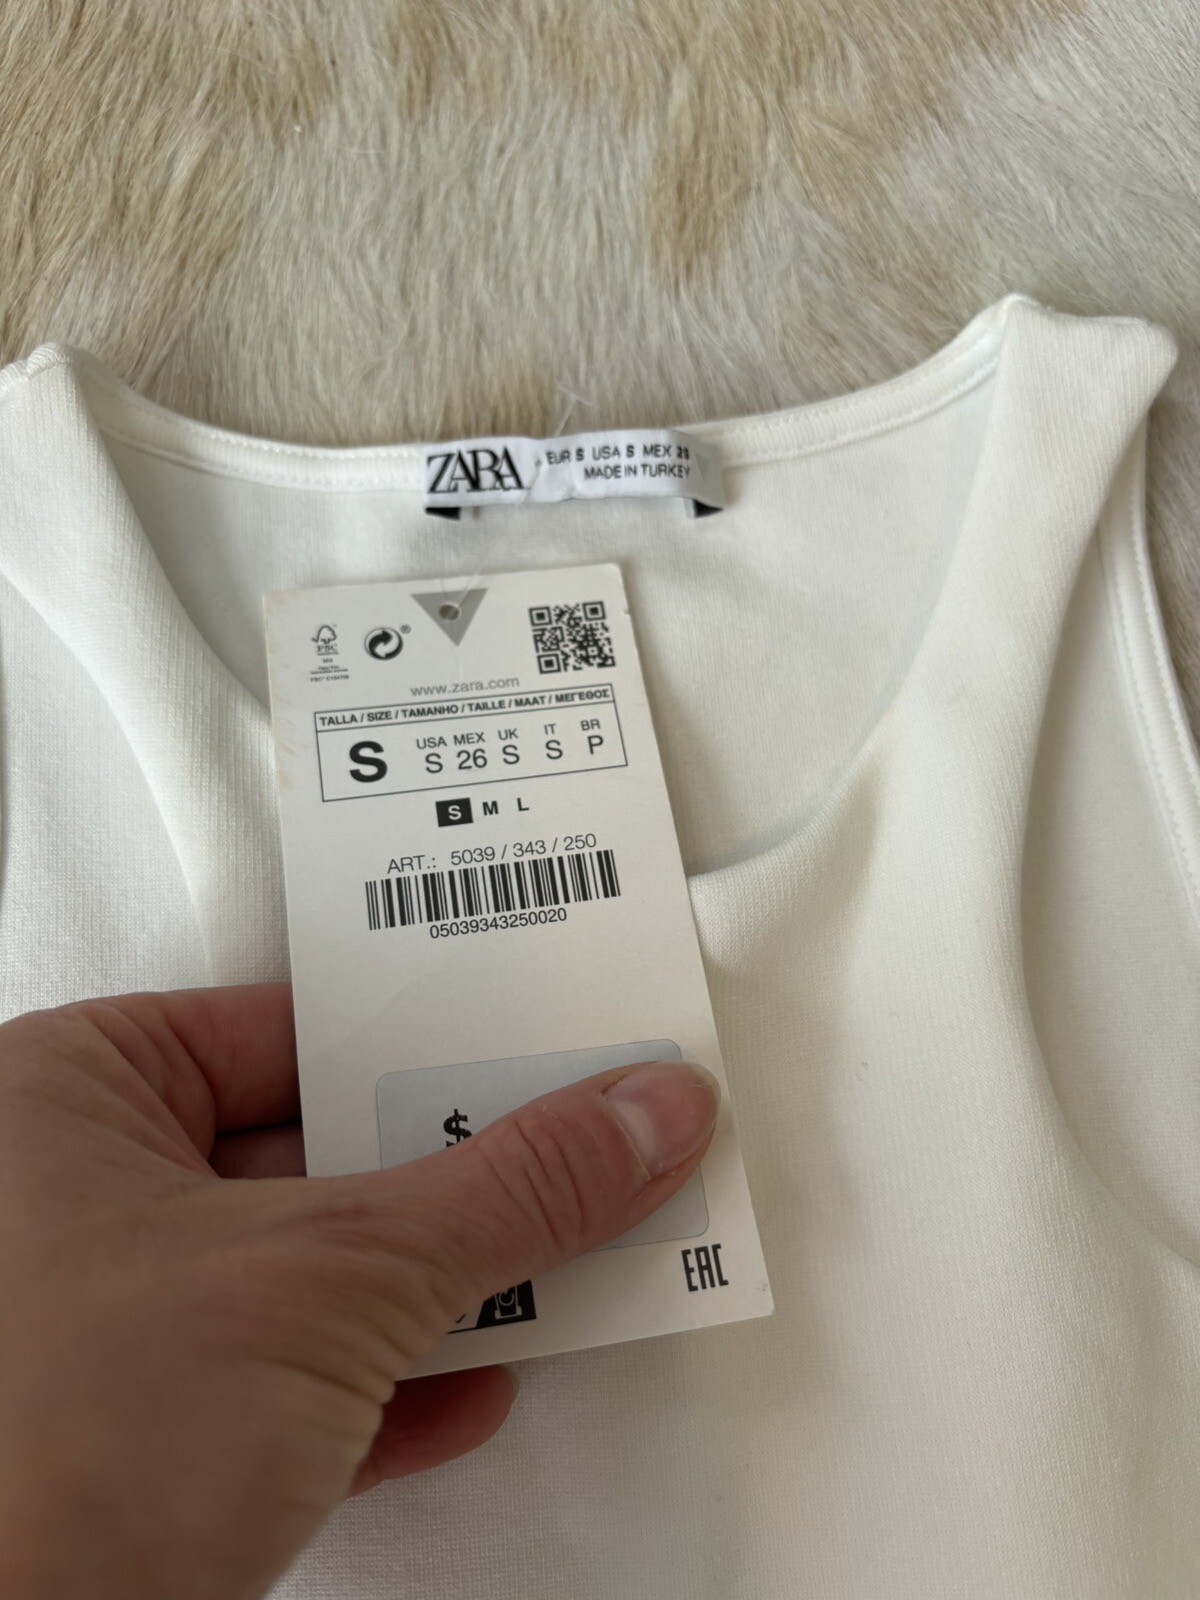 ZARA
EUR S USA S MEX 26
MADE IN TURKEY
FSC
www.zara.com
TALLA / SIZE / TAMANHO / TAILLE / MAAT / ΜΕΓΕΘΟΣ
S
USA MEX UK IT BR
S 26 S S P
S M L
ART.: 5039 / 343 / 250
05039343250020
$
EAC